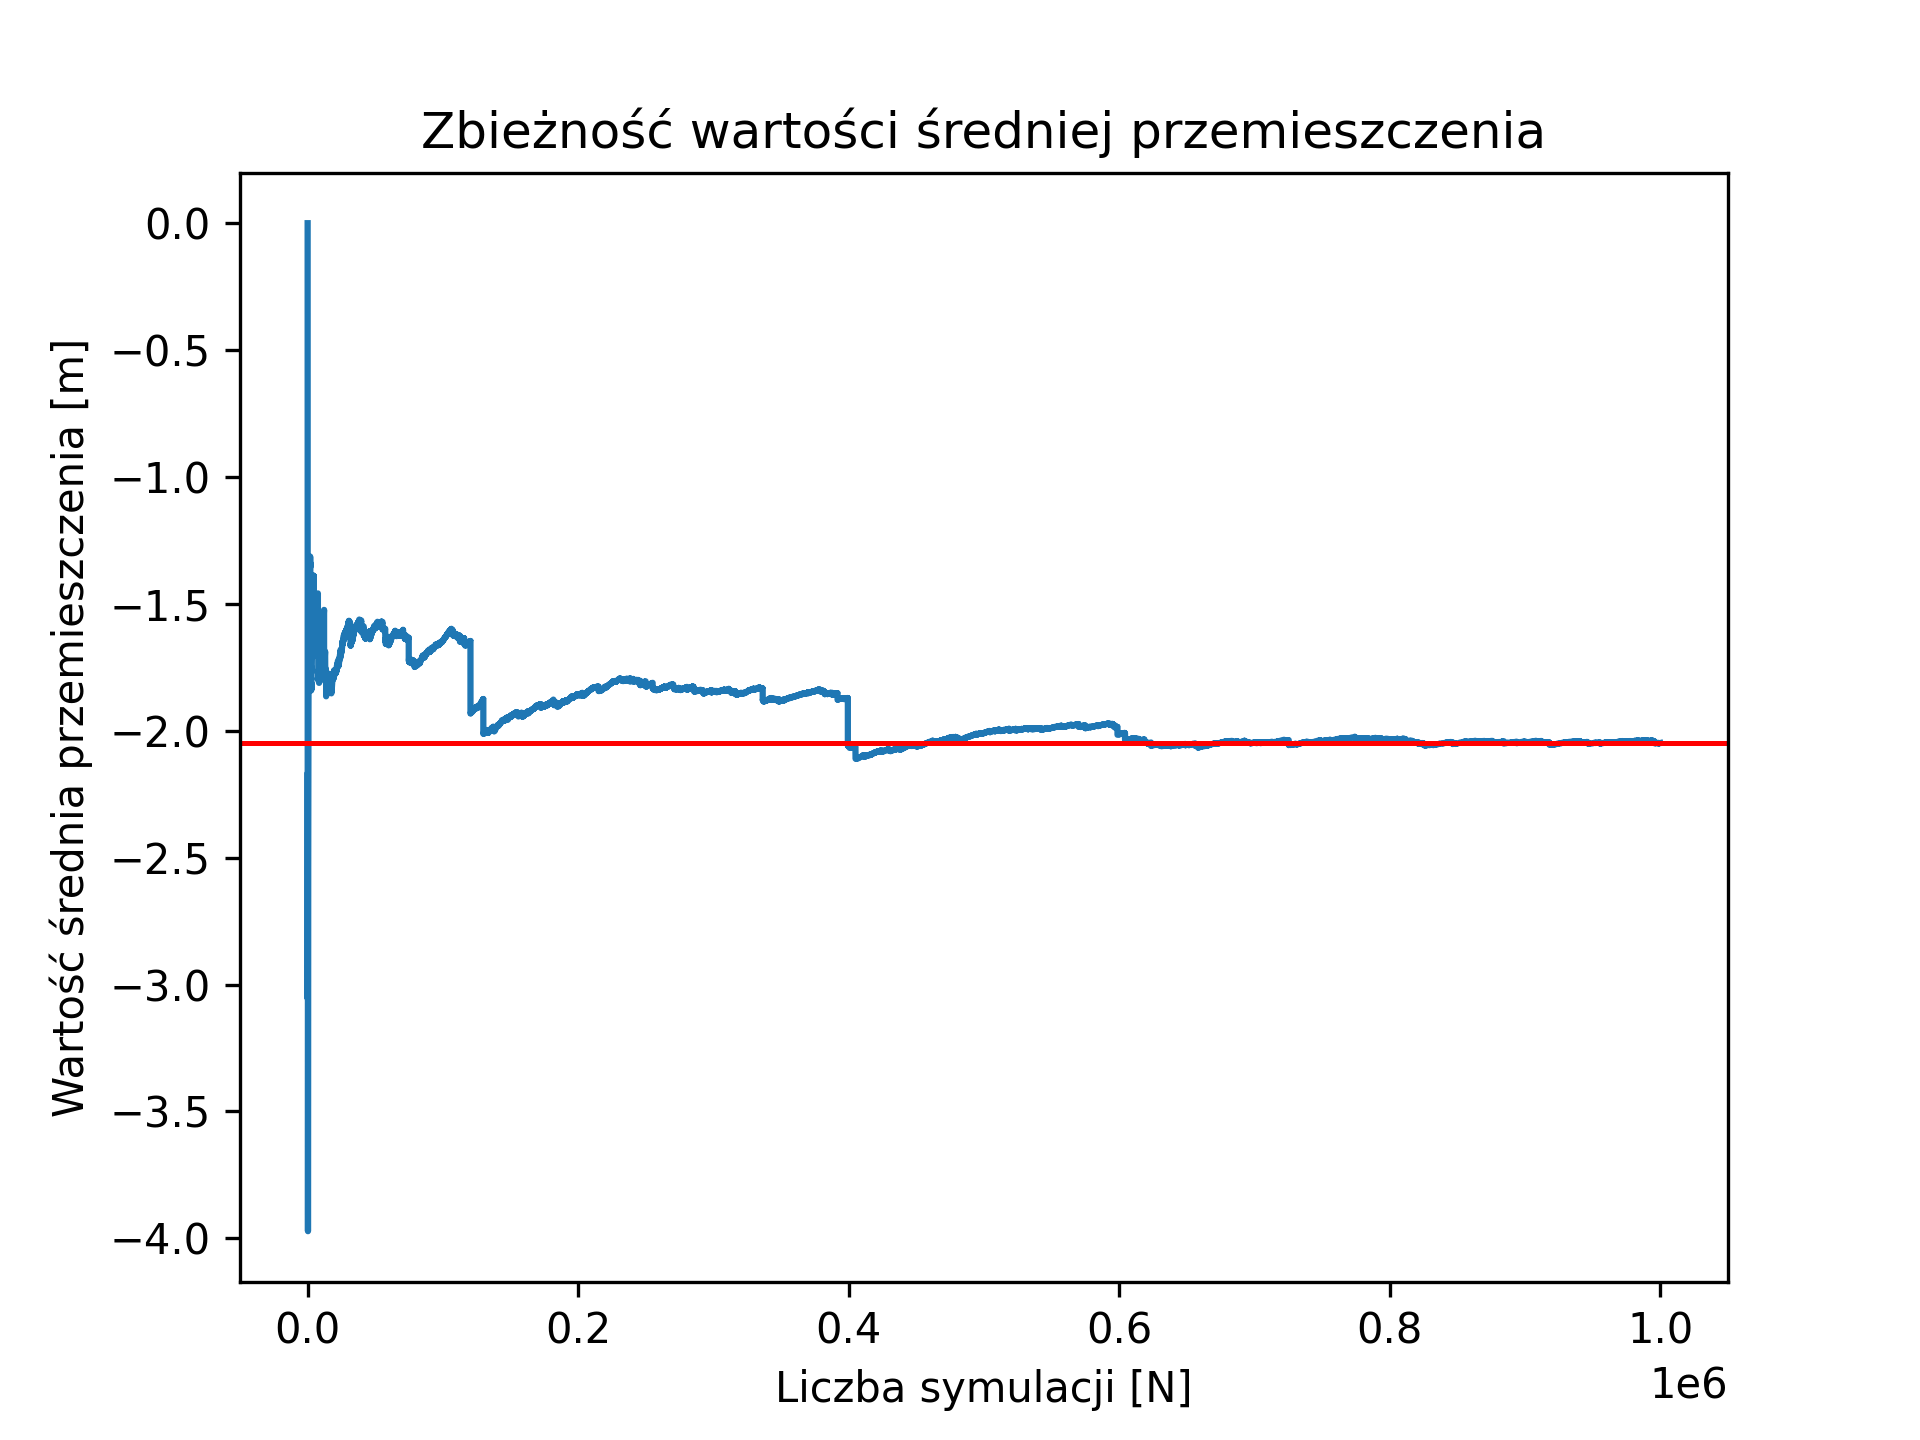 Zbieżność wartości średniej przemieszczenia
Wartość średnia przemieszczenia [m]
0.0
−0.5
−1.0
−1.5
−2.0
−2.5
−3.0
−3.5
−4.0
0.0 0.2 0.4 0.6 0.8 1.0
1e6
Liczba symulacji [N]